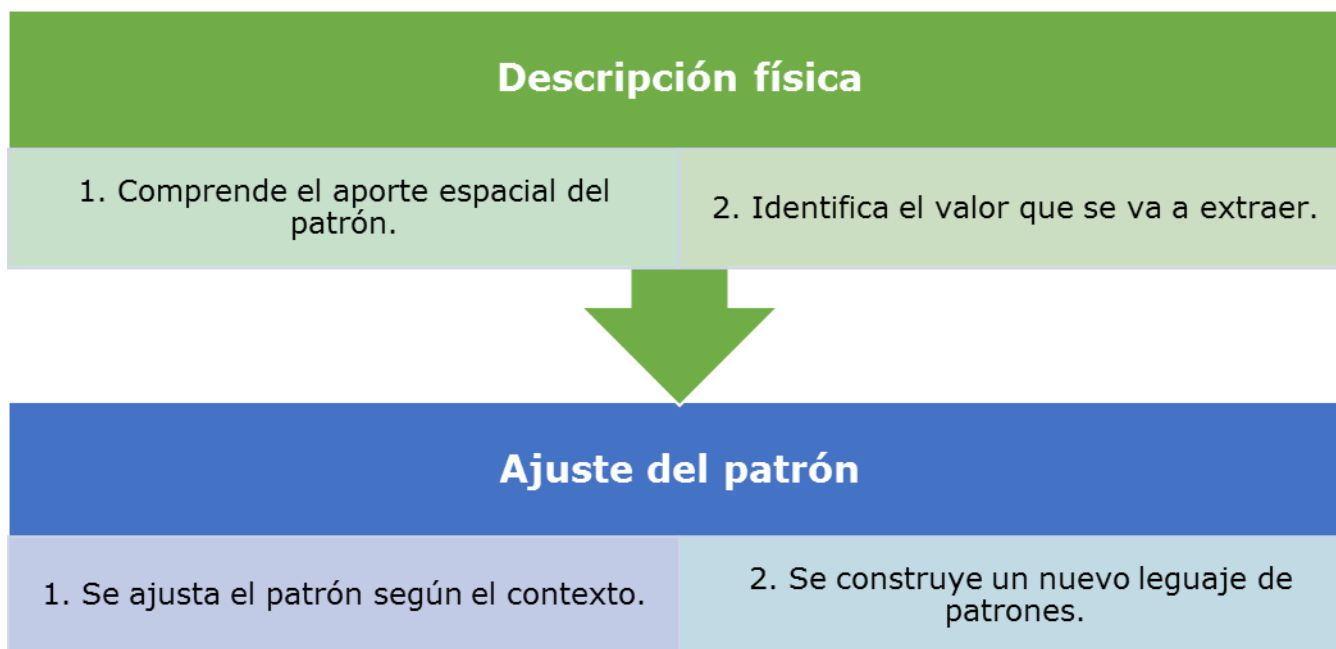 Descripción física
1. Comprende el aporte espacial del
patrón.
2. Identifica el valor que se va a extraer.
Ajuste del patrón
1. Se ajusta el patrón según el contexto.
2. Se construye un nuevo leguaje de
patrones.